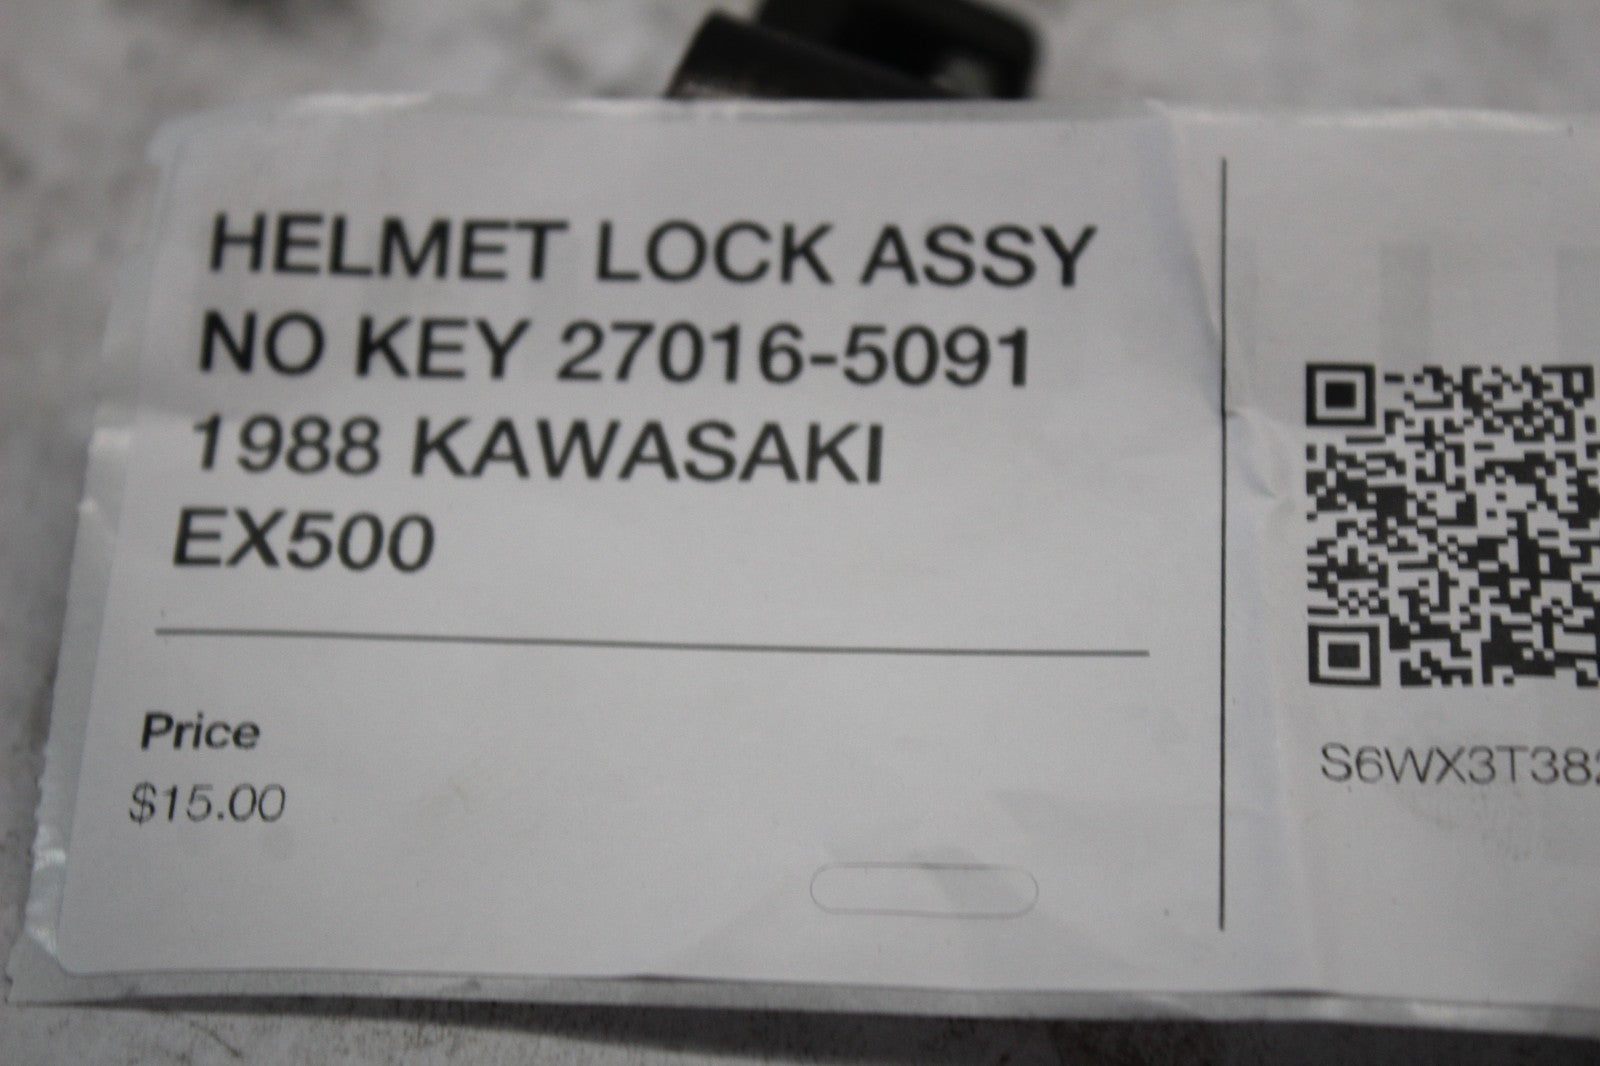 HELMET LOCK ASSY
NO KEY 27016-5091
1988 KAWASAKI
EX500
Price
$15.00